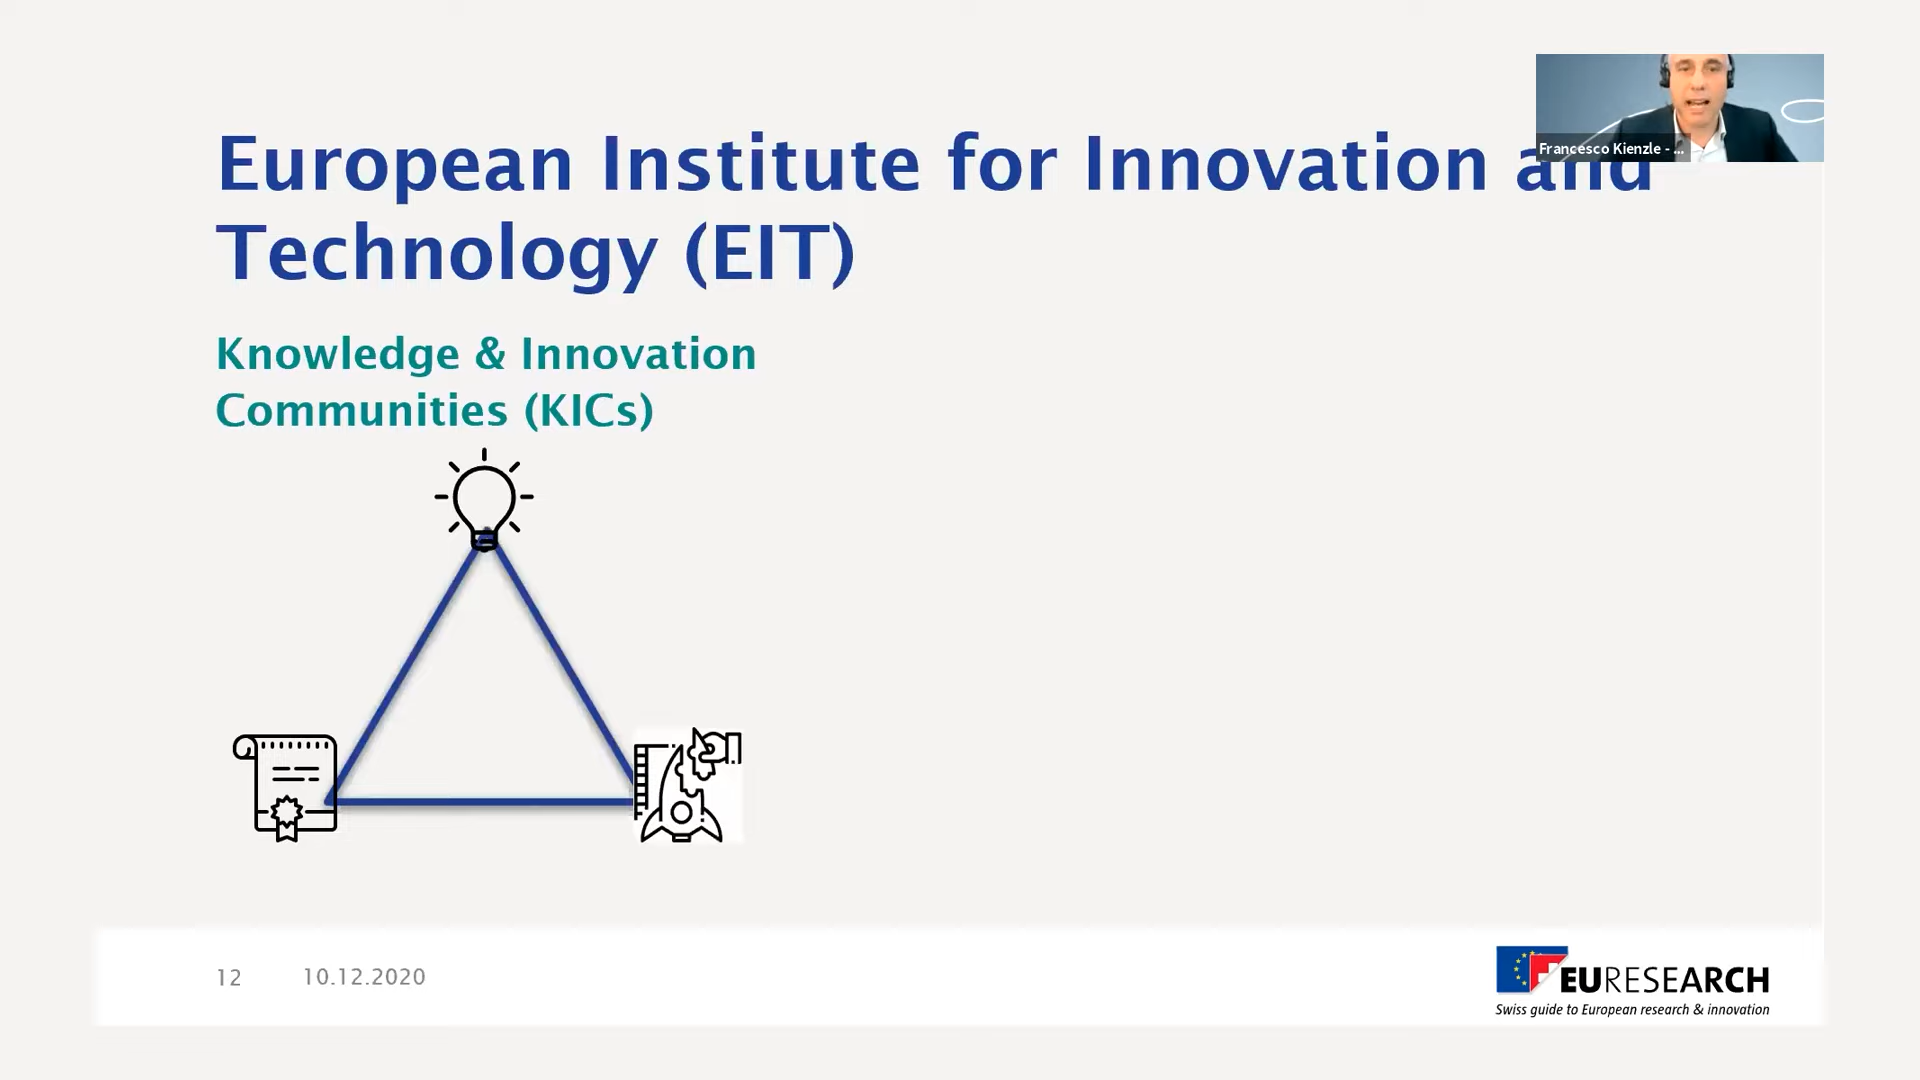 Francesco Kienzle - ...
European Institute for Innovation and
Technology (EIT)
Knowledge & Innovation
Communities (KICs)
12 10.12.2020
EURESEARCH
Swiss guide to European research & innovation